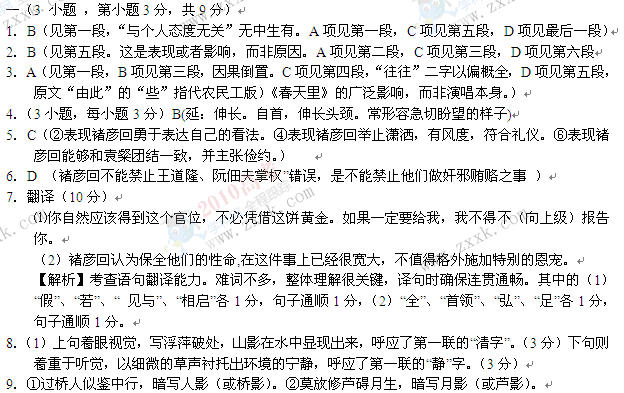 一（3 小题 ，第小题3分，共9分）
1. B（见第一段，“与个人态度无关”无中生有。A项见第一段，C项见第五段，D项见最后一段）
2. B（见第五段。这是表现或者影响，而非原因。A项见第二段，C项见第三段，D项见第六段
3. A（见第一段，B项见第三段，因果倒置。C项见第四段，“往往”二字以偏概全，D项见第五段，
原文“由此”的“些”指代农民工版）《春天里》的广泛影响，而非演唱本身。）
4.（3小题，每小题3分）B(延：伸长。自首，伸长头颈。常形容急切盼望的样子)
5. C（②表现褚彦回勇于表达自己的看法。④表现褚彦回举止潇洒，有风度，符合礼仪。⑥表现褚
彦回能够和袁粲团结一致，并主张俭约。）
6. D （褚彦回不能禁止王道隆、阮佃夫掌权”错误，是不能禁止他们做奸邪贿赂之事 ）
7. 翻译（10分）
⑴你自然应该得到这个官位，不必凭借这饼黄金。如果一定要给我，我不得不（向上级）报告
你。
（2）褚彦回认为保全他们的性命,在这件事上已经很宽大，不值得格外施加特别的恩宠。
【解析】考查语句翻译能力。难词不多，整体理解很关键，译句时确保连贯通畅。其中的（1）
“假”、“若”、“ 见与”、“相启”各1分，句子通顺1分，（2）“全”、“首领”、“弘”、“足”各1分，
句子通顺1分。
8.（1）上句着眼视觉，写浮萍破处，山影在水中显现出来，呼应了第一联的“清字”。（3分）下句则
着重于听觉，以细微的草声衬托出环境的宁静，呼应了第一联的“静”字。（3分）
9. ①过桥人似鉴中行，暗写人影（或桥影）。②莫放修芦碍月生，暗写月影（或芦影）。